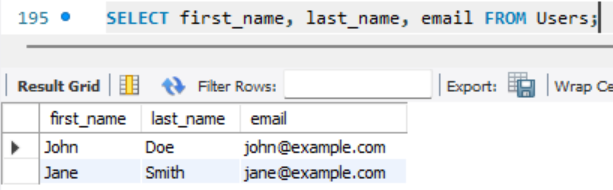 195 SELECT first_name, last_name, email FROM Users;
Result Grid Filter Rows: Export: Wrap Ce
first_name last_name email
John Doe john@example.com
Jane Smith jane@example.com